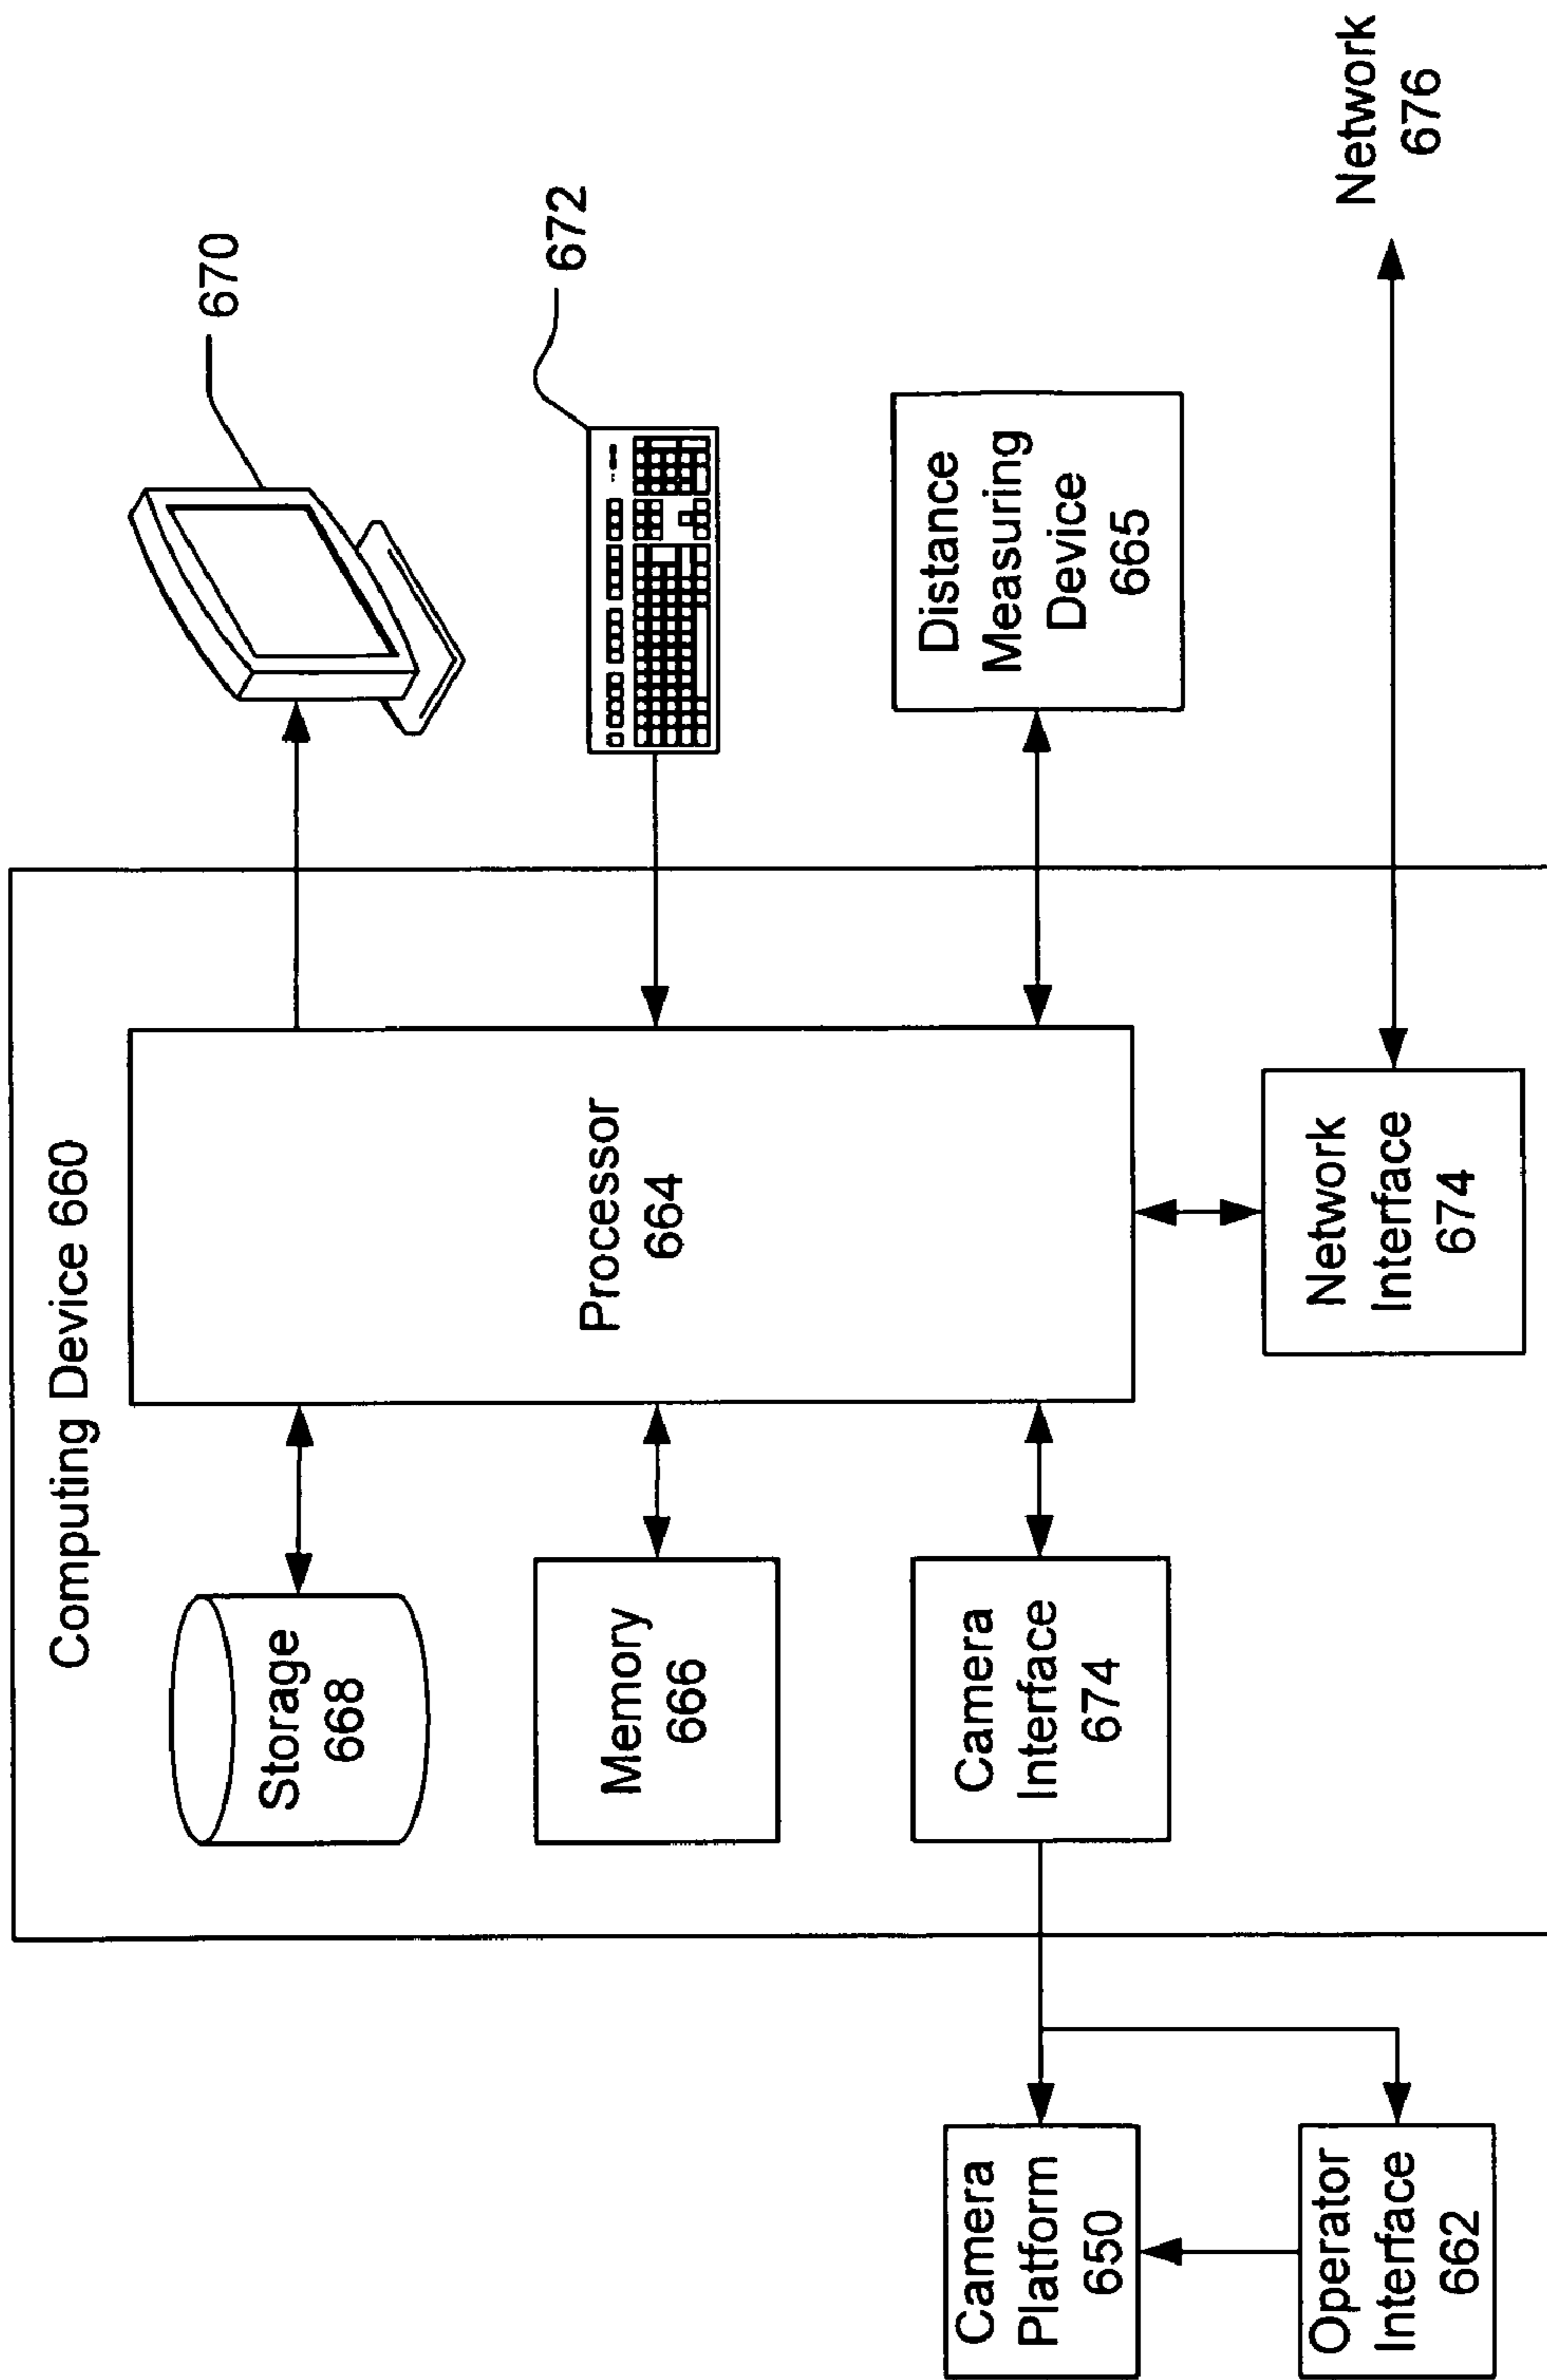 Computing Device 660
670
Storage
668
Processor
664
672
Memory
666
Camera
Platform
650
Camera
Interface
674
Distance
Measuring
Device
665
Operator
Interface
662
Network
Interface
674
Network
676